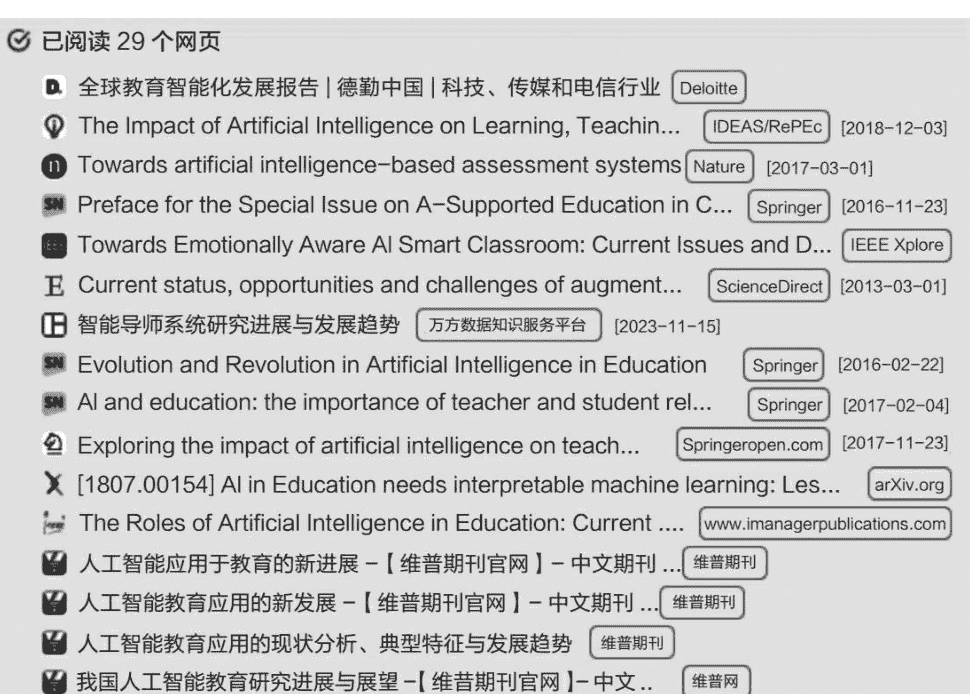 已阅读 29 个网页
全球教育智能化发展报告 | 德勤中国 | 科技、传媒和电信行业 Deloitte
The Impact of Artificial Intelligence on Learning, Teachin... IDEAS/RePEc [2018-12-03]
Towards artificial intelligence-based assessment systems Nature [2017-03-01]
Preface for the Special Issue on A-Supported Education in C... Springer [2016-11-23]
Towards Emotionally Aware AI Smart Classroom: Current Issues and D... IEEE Xplore
Current status, opportunities and challenges of augment... ScienceDirect [2013-03-01]
智能导师系统研究进展与发展趋势 万方数据知识服务平台 [2023-11-15]
Evolution and Revolution in Artificial Intelligence in Education Springer [2016-02-22]
AI and education: the importance of teacher and student rel... Springer [2017-02-04]
Exploring the impact of artificial intelligence on teach... Springeropen.com [2017-11-23]
[1807.00154] AI in Education needs interpretable machine learning: Les... arXiv.org
The Roles of Artificial Intelligence in Education: Current .... www.imanagerpublications.com
人工智能应用于教育的新进展 -【 维普期刊官网 】- 中文期刊 ... 维普期刊
人工智能教育应用的新发展 -【 维普期刊官网 】- 中文期刊 ... 维普期刊
人工智能教育应用的现状分析、典型特征与发展趋势 维普期刊
我国人工智能教育研究进展与展望 -【 维普期刊官网 】- 中文 .. 维普网